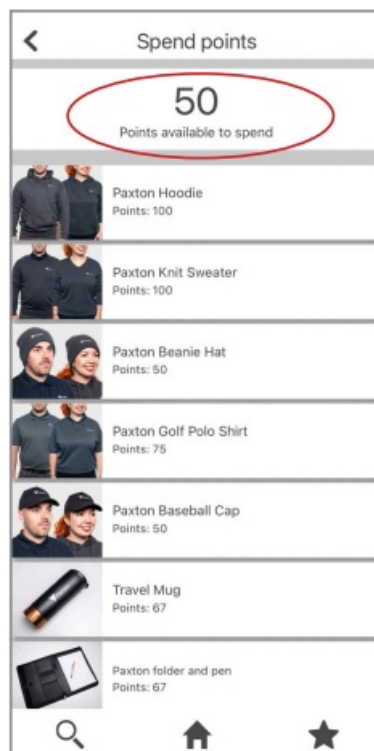 Spend points
50
Points available to spend
Paxton Hoodie
Points: 100
Paxton Knit Sweater
Points: 100
Paxton Beanie Hat
Points: 50
Paxton Golf Polo Shirt
Points: 75
Paxton Baseball Cap
Points: 50
Travel Mug
Points: 67
Paxton folder and pen
Points: 67